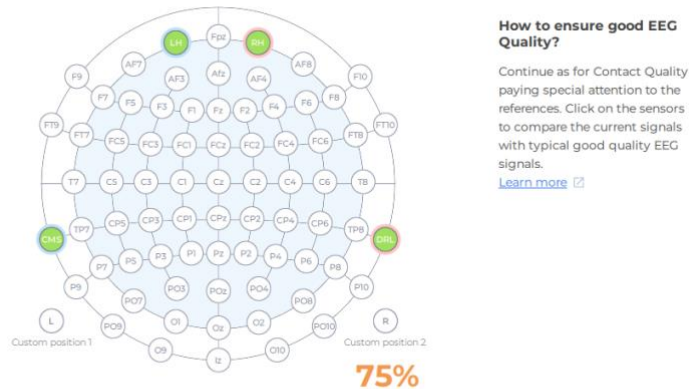 LH Fpz RH
AF7 AF8
F9 AF3 Afz AF4 F10
F7 F5 F3 F1 Fz F2 F4 F6 F8
FT9 FT7 FC5 FC3 FC1 FCz FC2 FC4 FC6 FT8 FT10
T7 C5 C3 C1 Cz C2 C4 C6 T8
CMS TP7 CP5 CP3 CP1 CPz CP2 CP4 CP6 TP8 DRL
P7 P5 P3 P1 Pz P2 P4 P6 P8
P9 PO3 POz PO4 P10
PO7 PO8
L PO9 O1 Oz O2 PO10 R
Custom position 1 Custom position 2
O9 Iz O10
75%
How to ensure good EEG
Quality?
Continue as for Contact Quality
paying special attention to the
references. Click on the sensors
to compare the current signals
with typical good quality EEG
signals.
Learn more